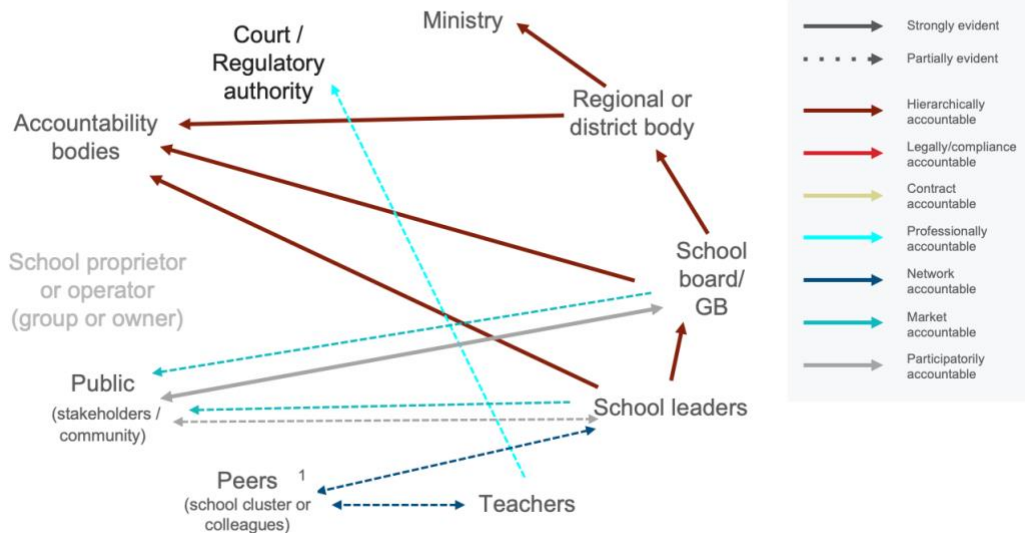 Ministry
Court /
Regulatory
authority
Regional or
district body
Accountability
bodies
School proprietor
or operator
(group or owner)
School
board/
GB
Public
(stakeholders /
community)
School leaders
Peers 1
(school cluster or
colleagues)
Teachers
Strongly evident
Partially evident
Hierarchically
accountable
Legally/compliance
accountable
Contract
accountable
Professionally
accountable
Network
accountable
Market
accountable
Participatorily
accountable